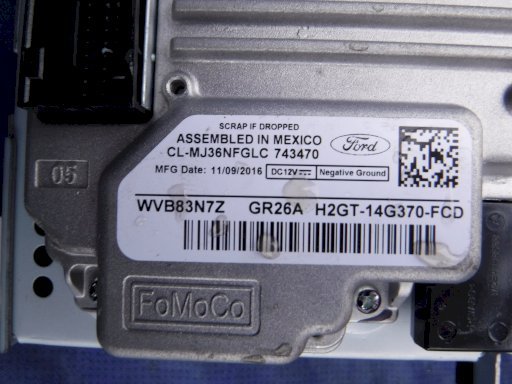 SCRAP IF DROPPED
ASSEMBLED IN MEXICO
CL-MJ36NFGLC 743470
Ford
MFG Date: 11/09/2016 DC12V Negative Ground
05
WVB83N7Z GR26A H2GT-14G370-FCD
FoMoCo